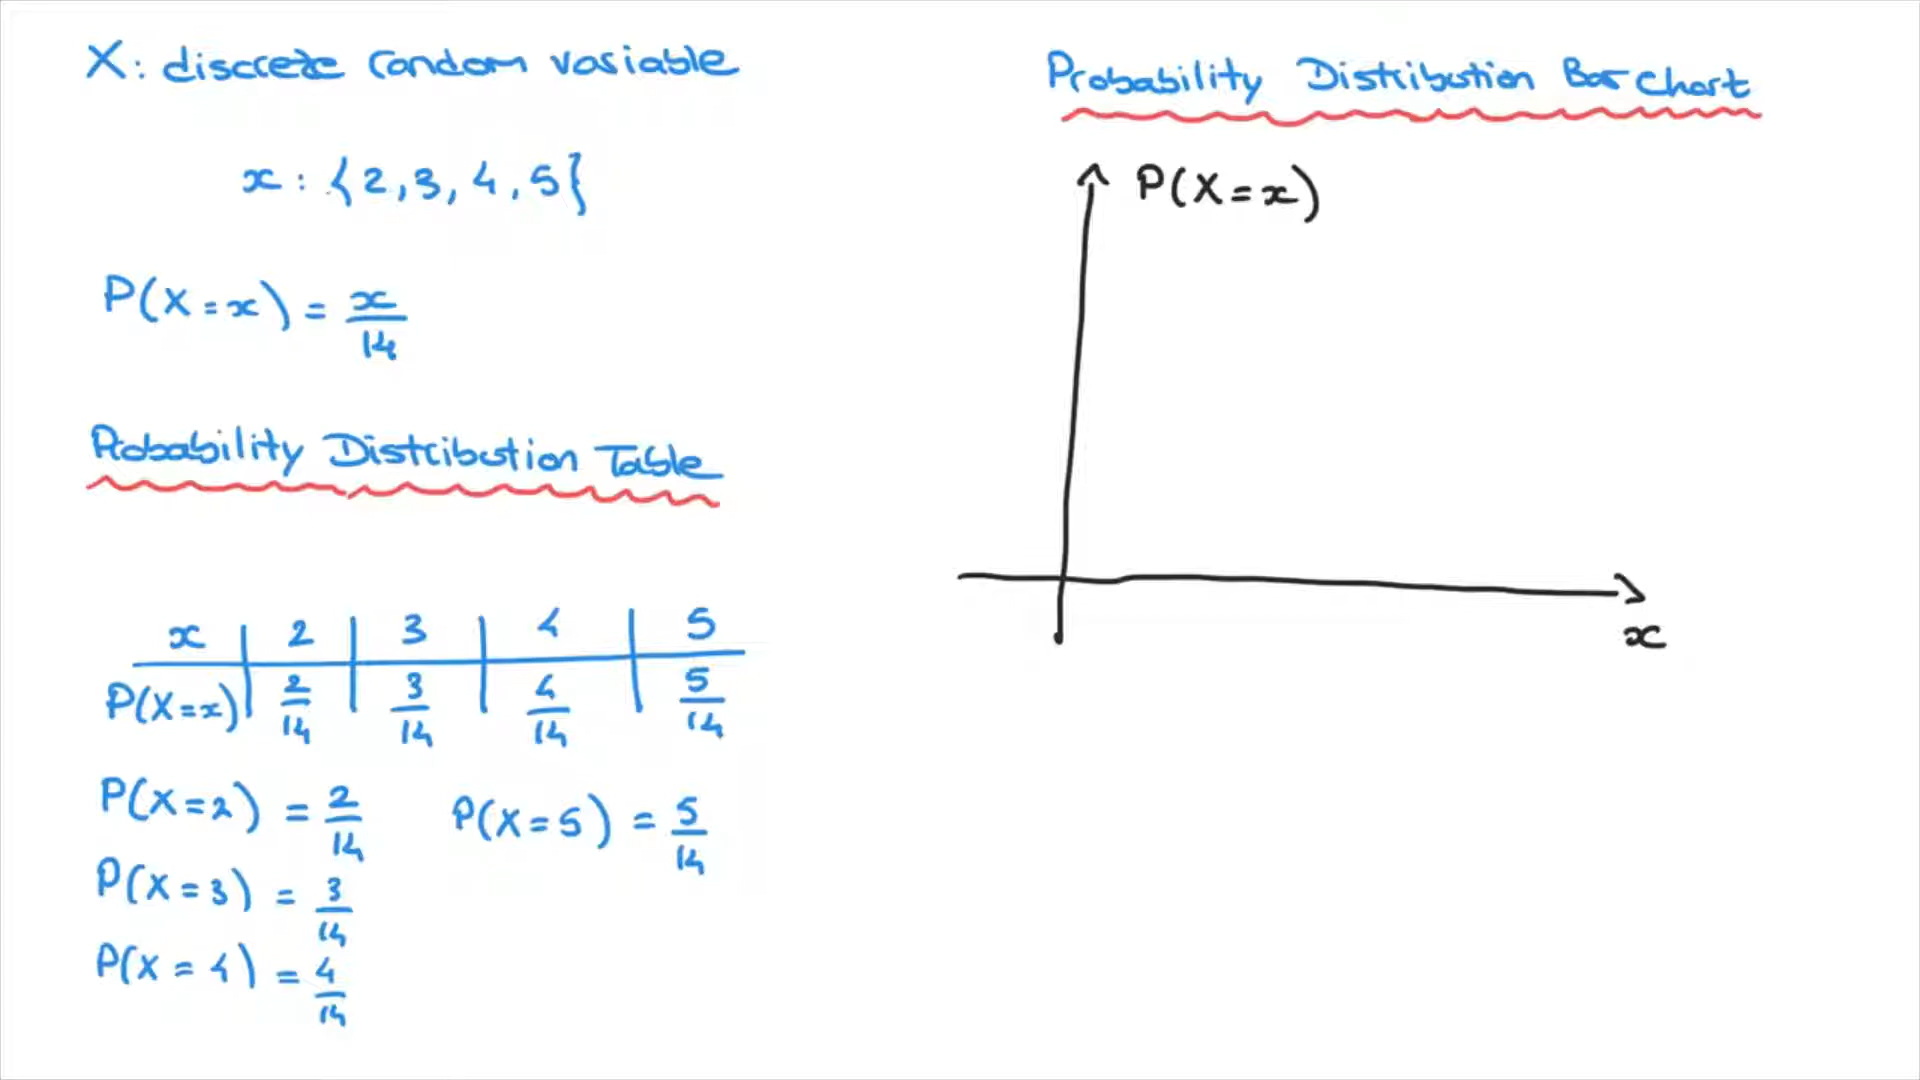 X: discrete random variable
x : {2, 3, 4, 5}
P(X = x) = x/14
Probability Distribution Table
x | 2 | 3 | 4 | 5
P(X=x) | 2/14 | 3/14 | 4/14 | 5/14
P(X=2) = 2/14
P(X=3) = 3/14
P(X = 4) = 4/14
P(X=5) = 5/14
Probability Distribution Bar Chart
P(X=x)
x